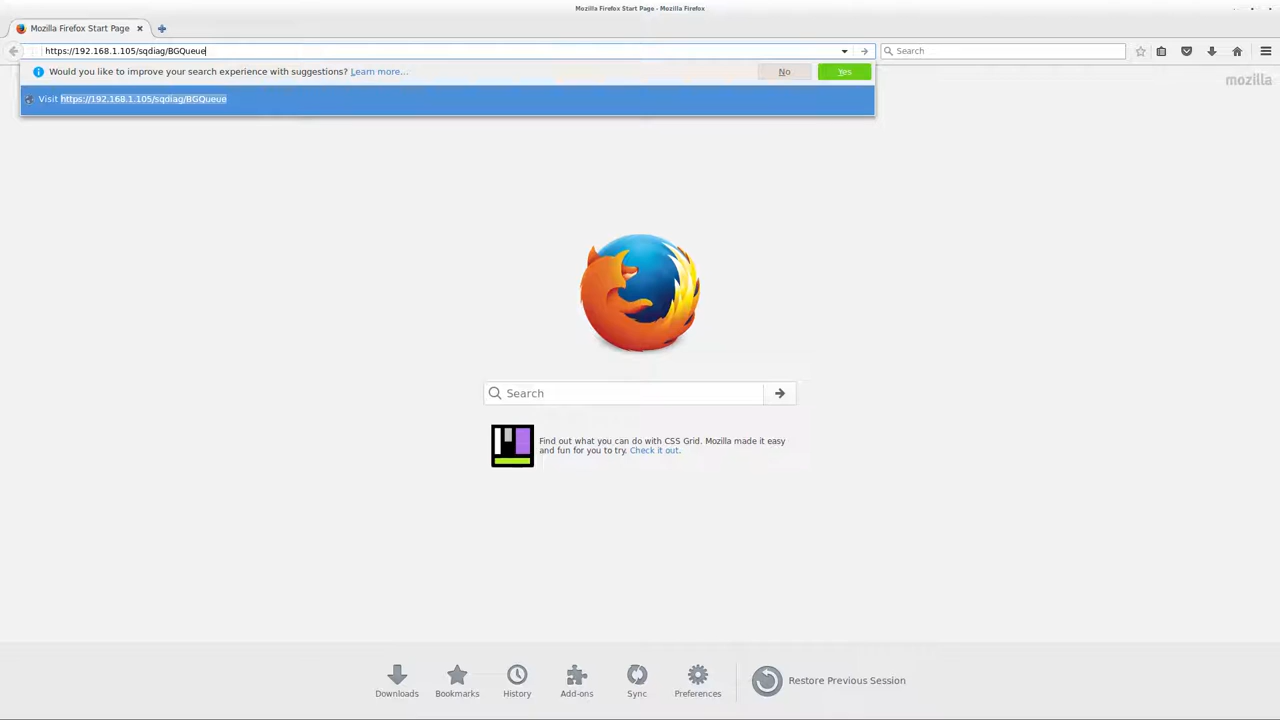 Mozilla Firefox Start Page - Mozilla Firefox
Mozilla Firefox Start Page
https://192.168.1.105/sqdiag/BGQueue
Search
Would you like to improve your search experience with suggestions? Learn more...
No
Yes
Visit https://192.168.1.105/sqdiag/BGQueue
mozilla
Search
Find out what you can do with CSS Grid. Mozilla made it easy
and fun for you to try. Check it out.
Downloads
Bookmarks
History
Add-ons
Sync
Preferences
Restore Previous Session